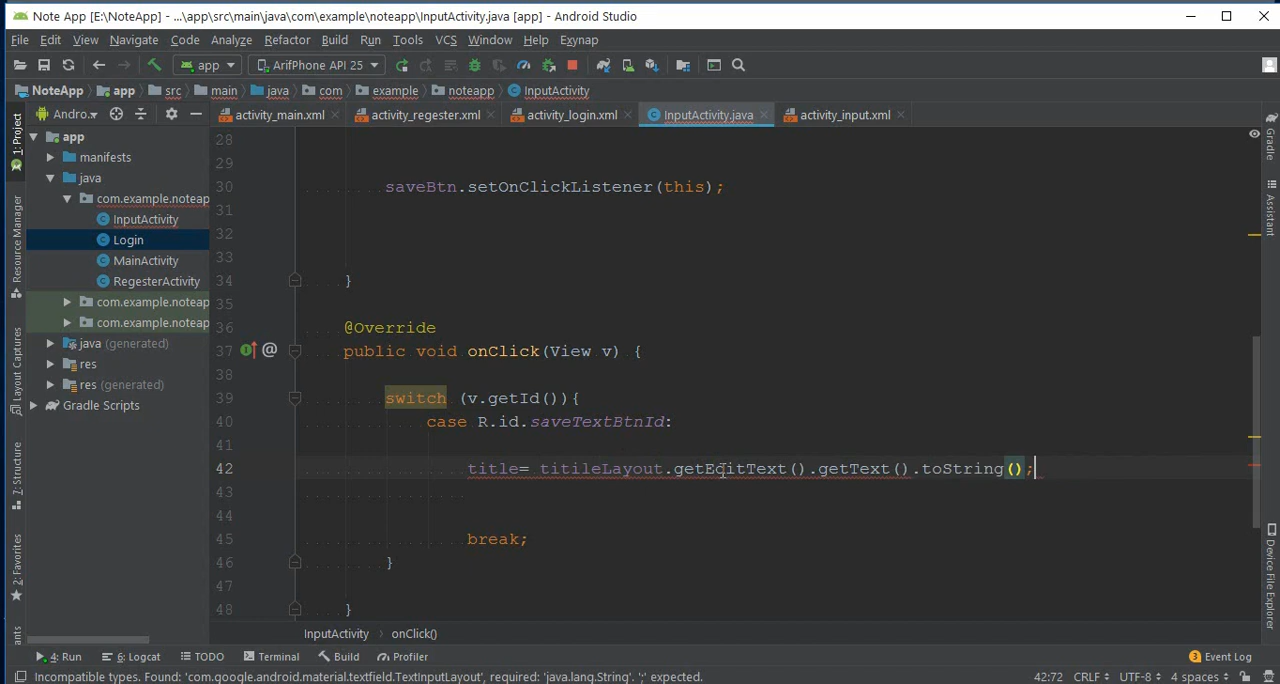 Note App [E:\NoteApp] - ...\app\src\main\java\com\example\noteapp\InputActivity.java [app] - Android Studio
File Edit View Navigate Code Analyze Refactor Build Run Tools VCS Window Help Exynap
app ArifPhone API 25
NoteApp app src main java com example noteapp InputActivity
Andro.. activity_main.xml activity_regester.xml activity_login.xml InputActivity.java activity_input.xml
1: Project
Resource Manager
Layout Captures
7: Structure
2: Favorites
app
manifests
java
com.example.noteap
InputActivity
Login
MainActivity
RegesterActivity
com.example.noteap
com.example.noteap
java (generated)
res
res (generated)
Gradle Scripts
28
29
30 saveBtn.setOnClickListener(this);
31
32
33
34 }
35
36 @Override
37 @ public void onClick(View v) {
38
39 switch (v.getId()){
40 case R.id.saveTextBtnId:
41
42 title= titileLayout.getEditText().getText().toString();
43
44
45 break;
46 }
47
48 }
Gradle
Assistant
Device File Explorer
InputActivity › onClick()
4: Run 6: Logcat TODO Terminal Build Profiler 3 Event Log
Incompatible types. Found: 'com.google.android.material.textfield.TextInputLayout', required: 'java.lang.String'. ';' expected. 42:72 CRLF UTF-8 4 spaces